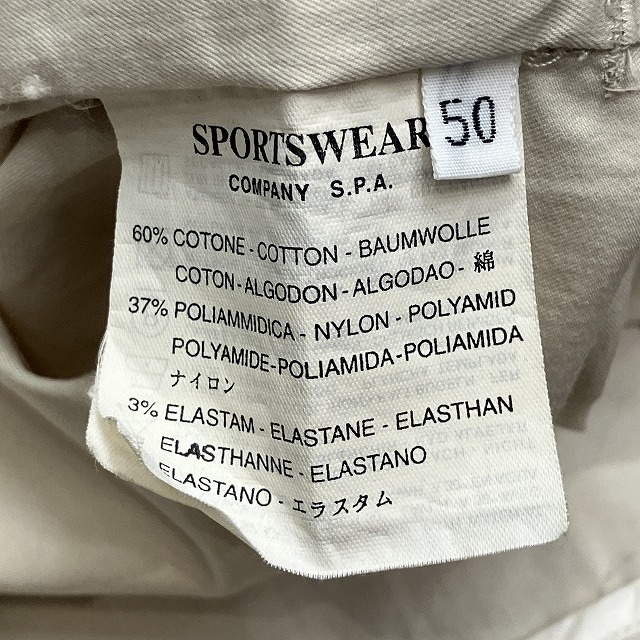 SPORTSWEAR
50
COMPANY S.P.A.
60% COTONE - COTTON - BAUMWOLLE
COTON - ALGODON - ALGODAO - 綿
37% POLIAMMIDICA - NYLON - POLYAMID
POLYAMIDE-POLIAMIDA-POLIAMIDA
ナイロン
3% ELASTAM - ELASTANE - ELASTHAN
ELASTHANNE - ELASTANO
ELASTANO - エラスタム